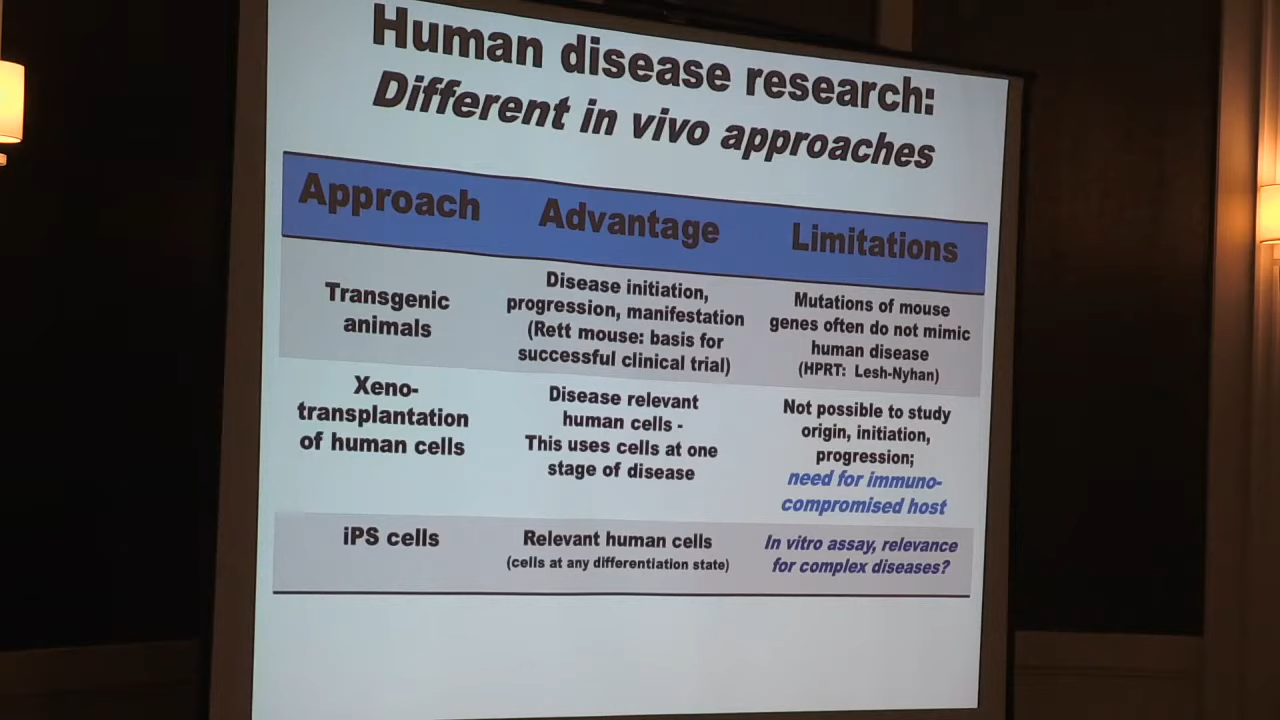 Human disease research:
Different in vivo approaches
Approach
Advantage
Limitations
Transgenic
animals
Disease initiation,
progression, manifestation
(Rett mouse: basis for
successful clinical trial)
Mutations of mouse
genes often do not mimic
human disease
(HPRT: Lesh-Nyhan)
Xeno-
transplantation
of human cells
Disease relevant
human cells -
This uses cells at one
stage of disease
Not possible to study
origin, initiation,
progression;
need for immuno-
compromised host
iPS cells
Relevant human cells
(cells at any differentiation state)
In vitro assay, relevance
for complex diseases?